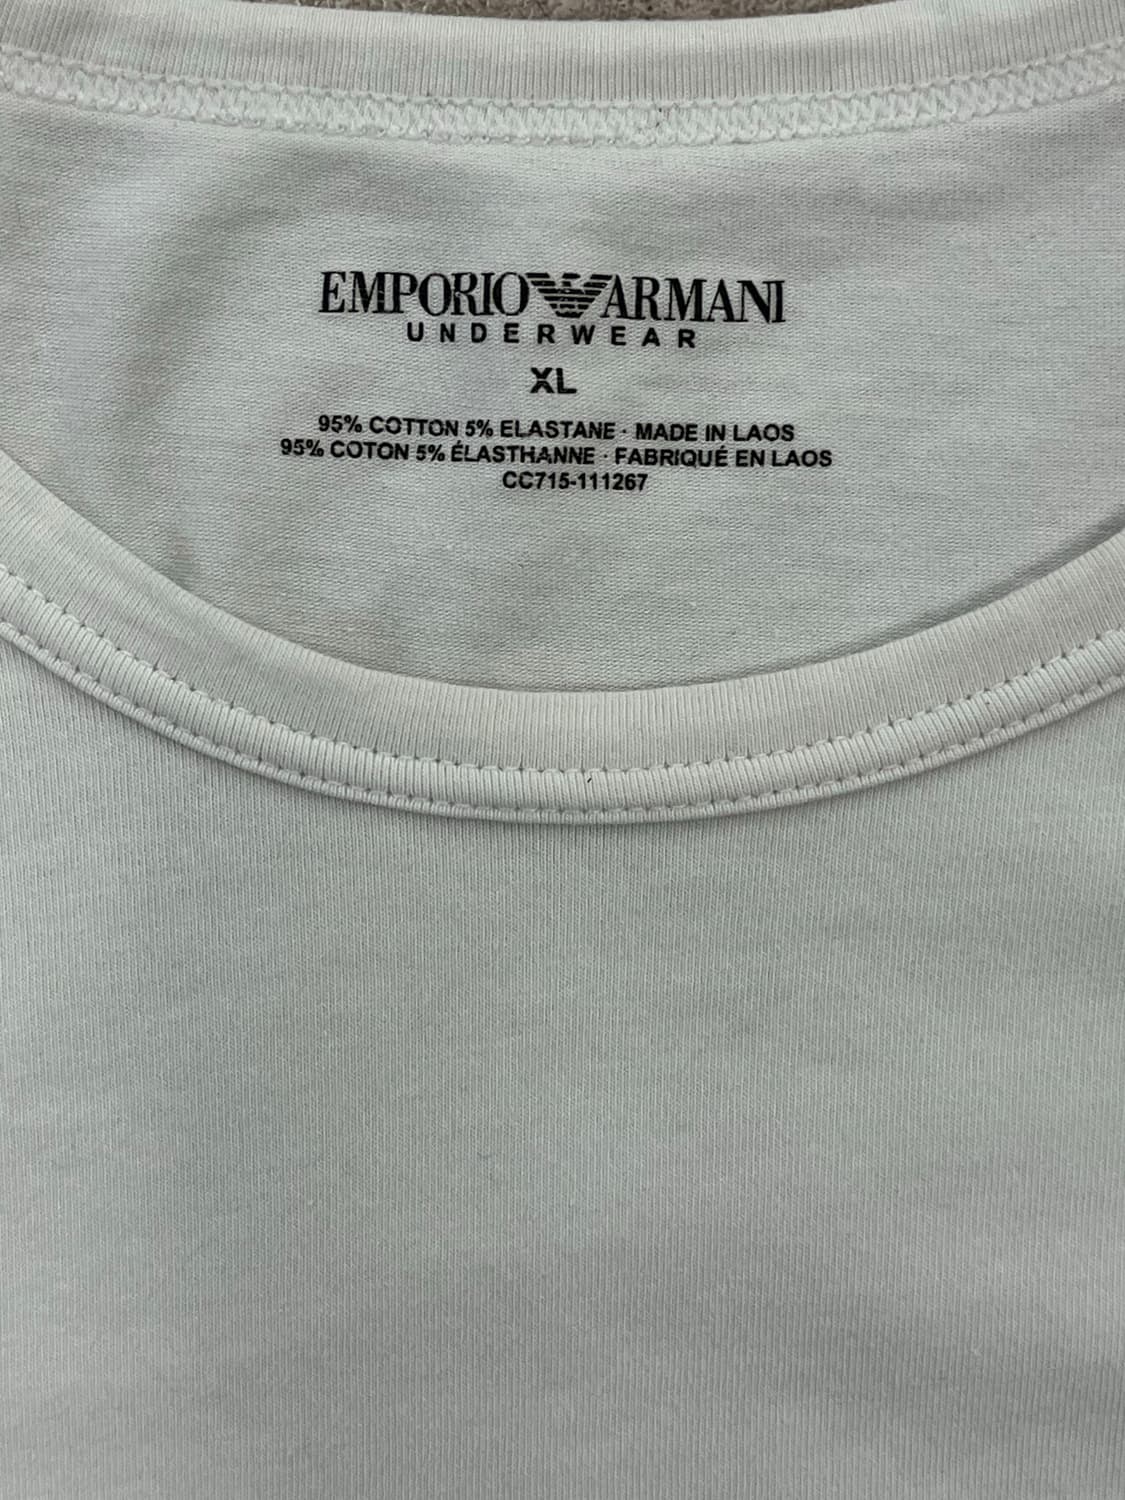 EMPORIO ARMANI
UNDERWEAR
XL
95% COTTON 5% ELASTANE · MADE IN LAOS
95% COTON 5% ÉLASTHANNE · FABRIQUÉ EN LAOS
CC715-111267